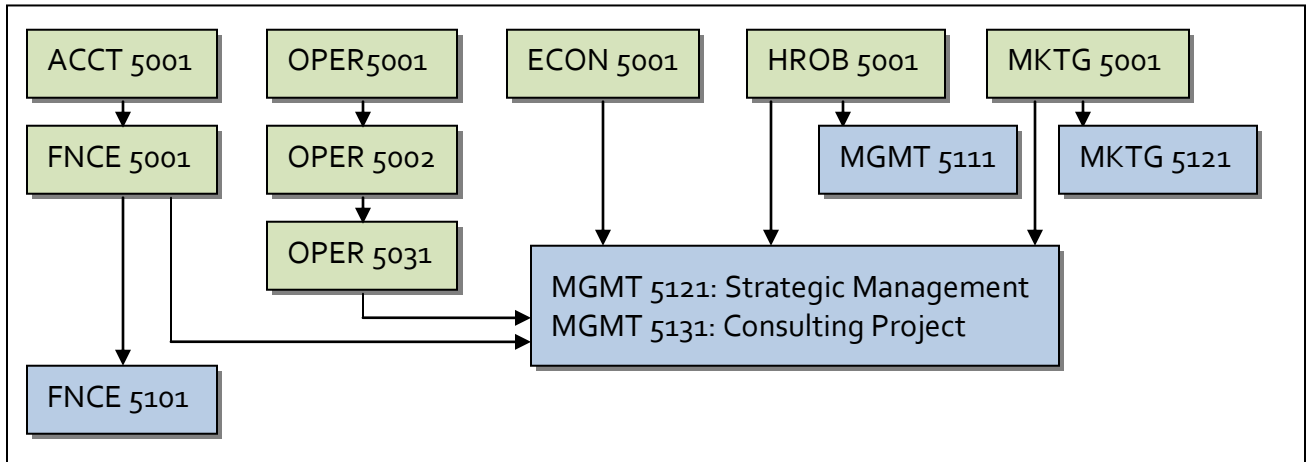 ACCT 5001
OPER5001
ECON 5001
HROB 5001
MKTG 5001
FNCE 5001
OPER 5002
MGMT 5111
MKTG 5121
OPER 5031
MGMT 5121: Strategic Management
MGMT 5131: Consulting Project
FNCE 5101